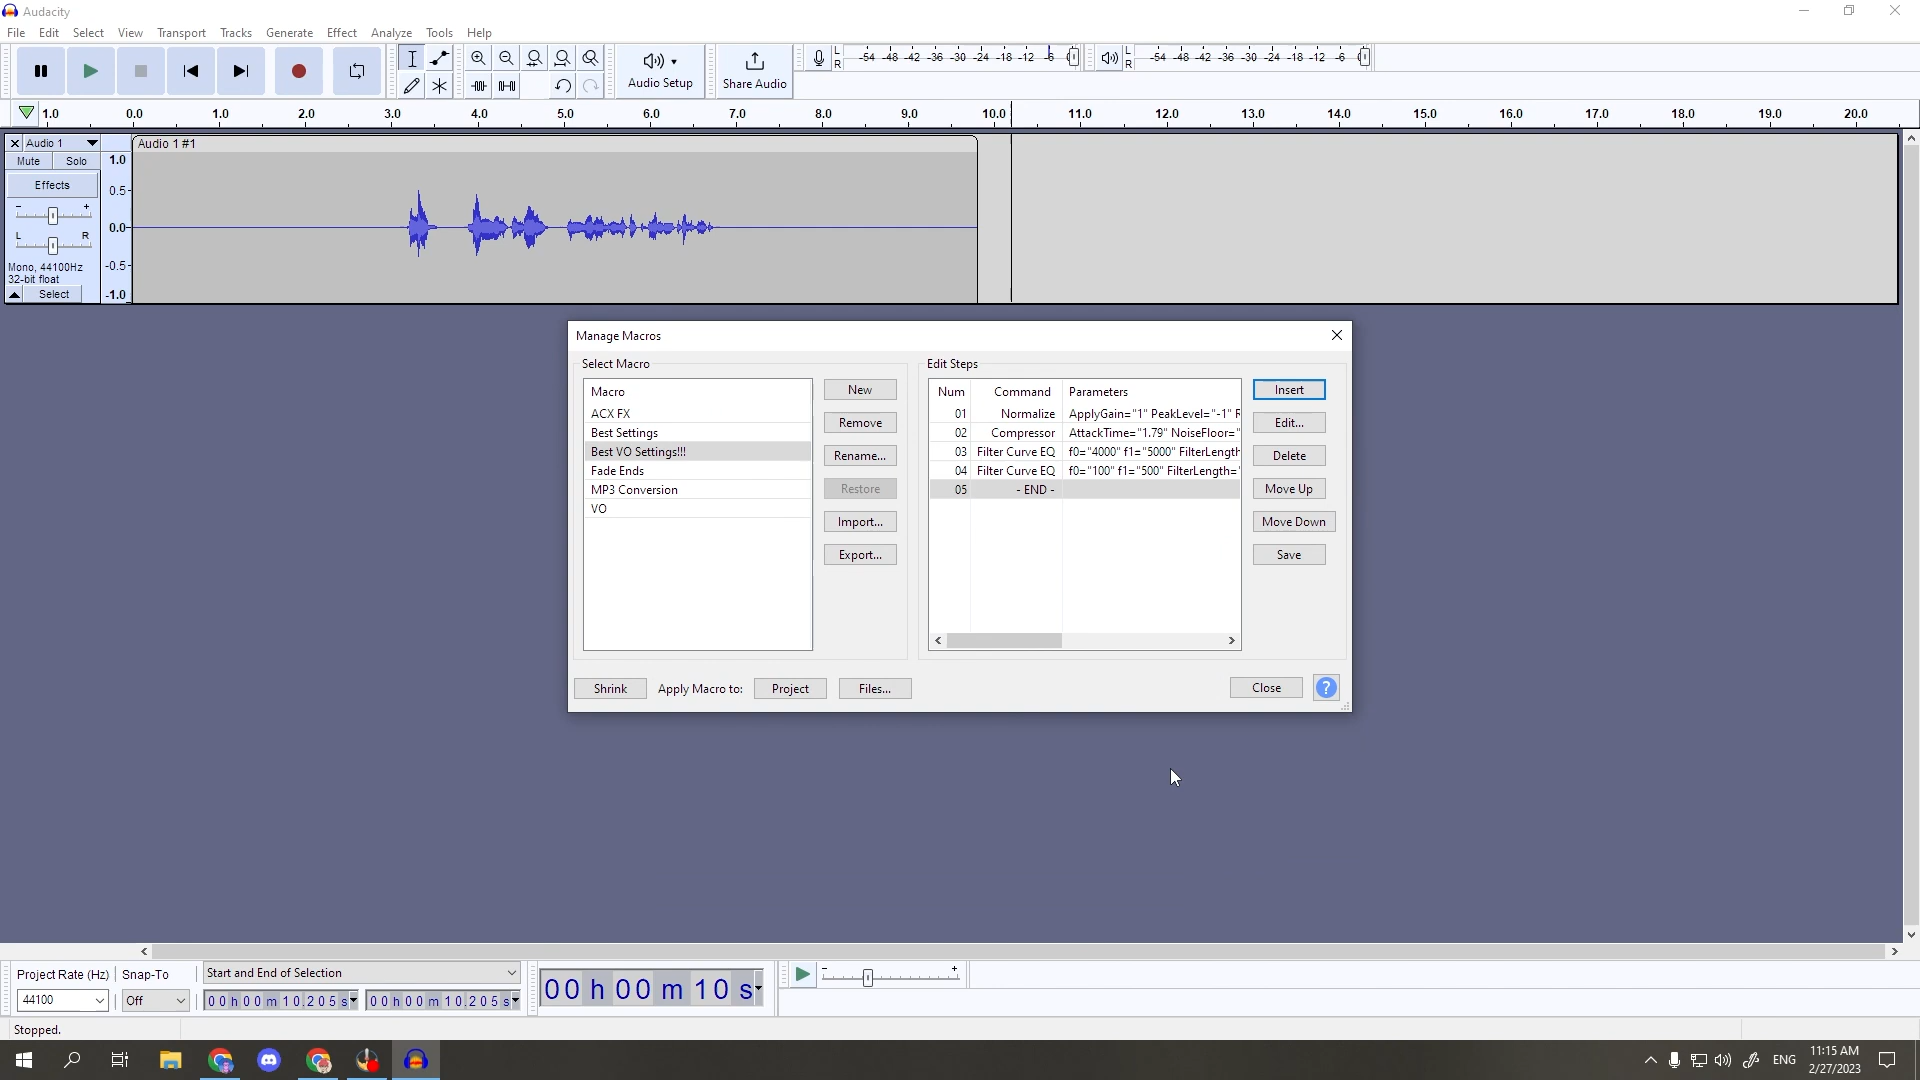 Audacity
File Edit Select View Transport Tracks Generate Effect Analyze Tools Help
Audio Setup
Share Audio
L
R
-54 -48 -42 -36 -30 -24 -18 -12 -6
L
R
-54 -48 -42 -36 -30 -24 -18 -12 -6
1.0 0.0 1.0 2.0 3.0 4.0 5.0 6.0 7.0 8.0 9.0 10.0 11.0 12.0 13.0 14.0 15.0 16.0 17.0 18.0 19.0 20.0
Audio 1
Mute Solo
Effects
- +
L R
Mono, 44100Hz
32-bit float
Select
1.0
0.5-
0.0-
-0.5-
-1.0
Audio 1 #1
Manage Macros
Select Macro
Macro
ACX FX
Best Settings
Best VO Settings!!!
Fade Ends
MP3 Conversion
VO
New
Remove
Rename...
Restore
Import...
Export...
Edit Steps
Num Command Parameters
01 Normalize ApplyGain="1" PeakLevel="-1" R
02 Compressor AttackTime="1.79" NoiseFloor="
03 Filter Curve EQ f0="4000" f1="5000" FilterLength
04 Filter Curve EQ f0="100" f1="500" FilterLength="
05 - END -
Insert
Edit...
Delete
Move Up
Move Down
Save
Shrink Apply Macro to: Project Files... Close ?
Project Rate (Hz) Snap-To Start and End of Selection
44100 Off 00h00m10.205s 00h00m10.205s
00 h 00 m 10 s
- +
Stopped.
ENG
11:15 AM
2/27/2023